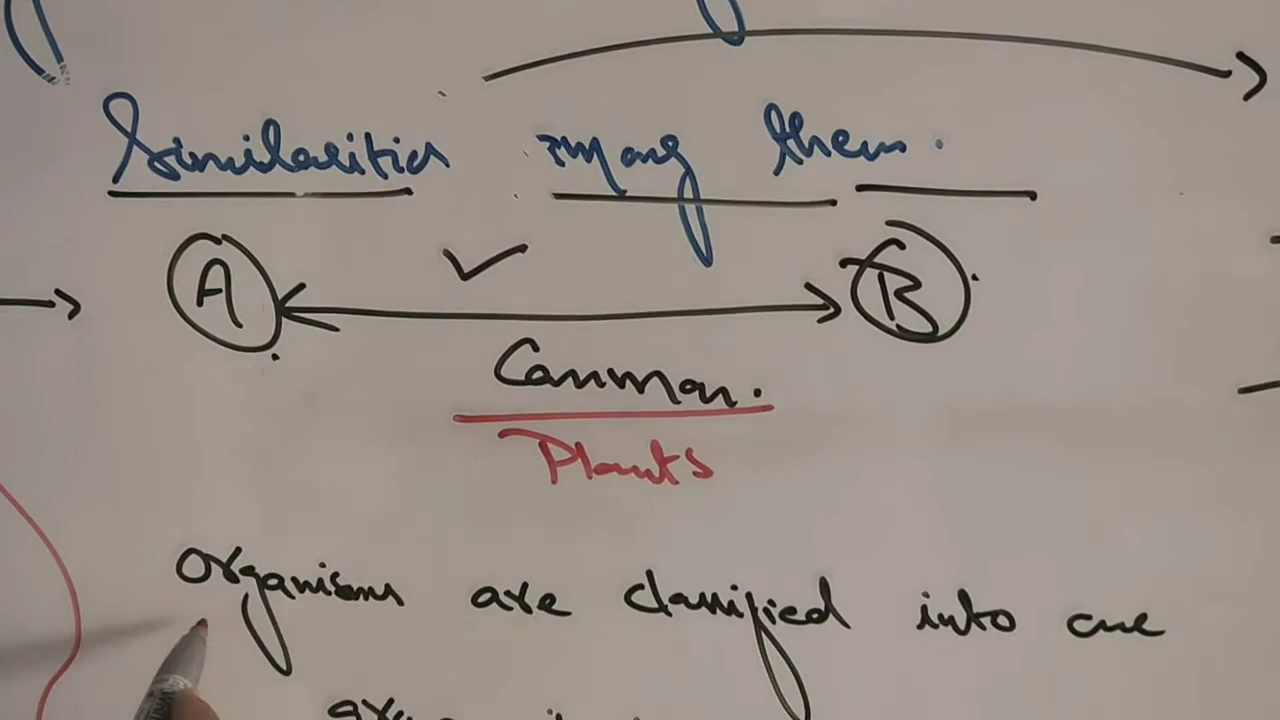 Similarities among them.
A B
Common.
Plants
Organisms are classified into one